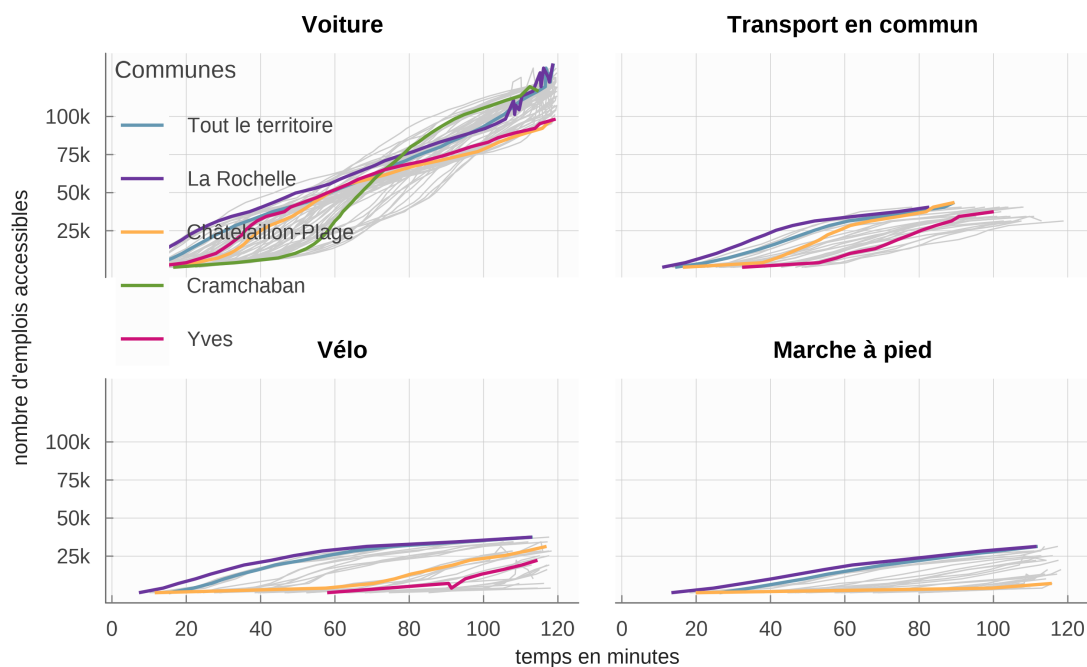 Voiture
Transport en commun
Communes
Tout le territoire
La Rochelle
Châtelaillon-Plage
Cramchaban
Yves
100k
75k
50k
25k
nombre d'emplois accessibles
Vélo
Marche à pied
100k
75k
50k
25k
0 20 40 60 80 100 120 0 20 40 60 80 100 120
temps en minutes